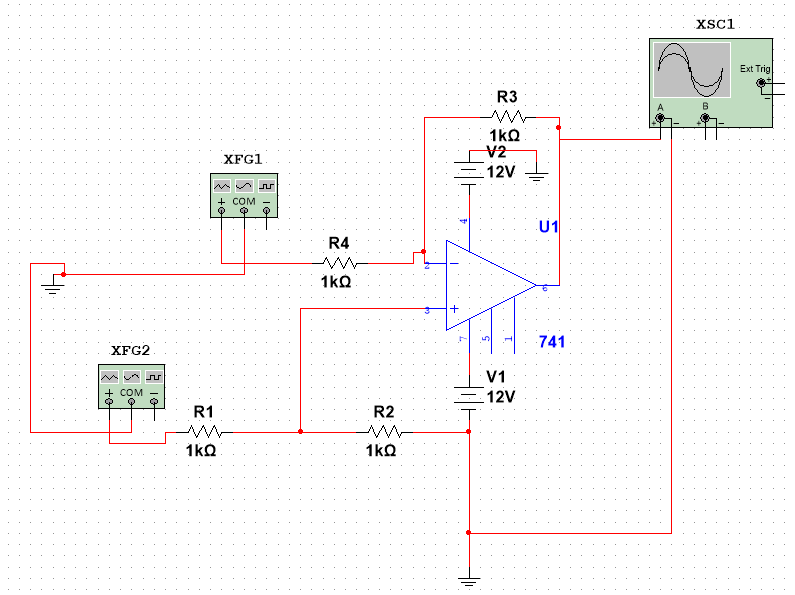 XSC1
Ext Trig
+
−
A
B
+
−
+
−
R3
1kΩ
V2
12V
XFG1
+
COM
−
4
U1
R4
1kΩ
2
−
6
3
+
741
7
5
1
XFG2
+
COM
−
V1
12V
R1
1kΩ
R2
1kΩ